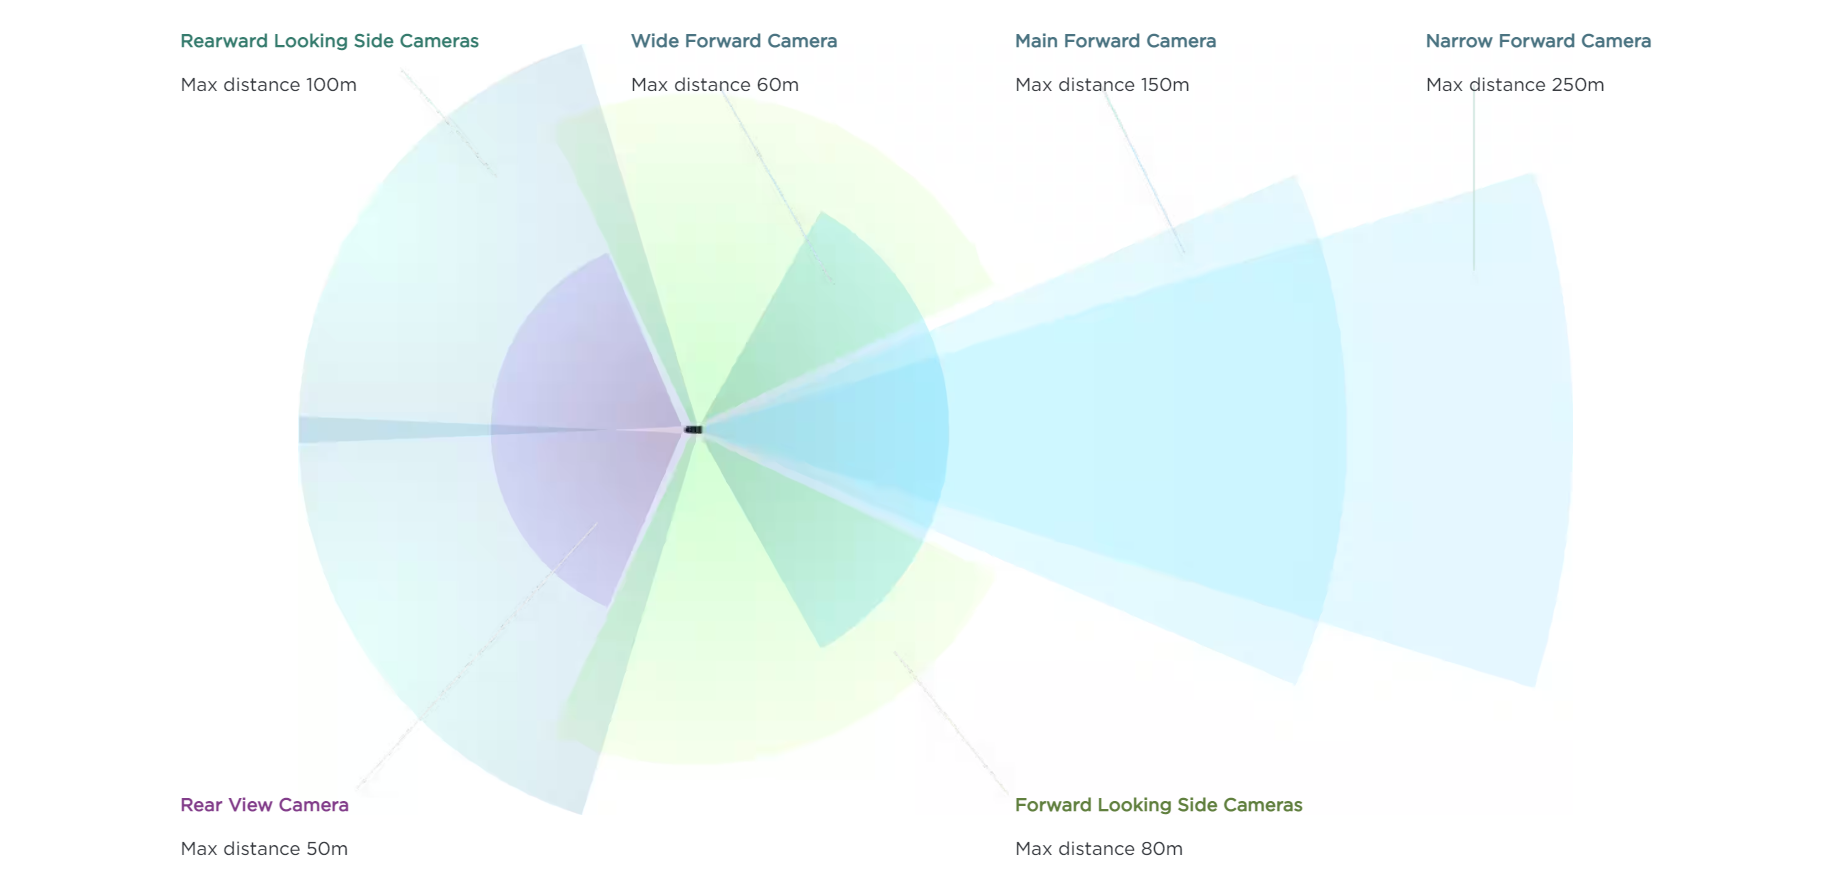 Rearward Looking Side Cameras
Max distance 100m
Wide Forward Camera
Max distance 60m
Main Forward Camera
Max distance 150m
Narrow Forward Camera
Max distance 250m
Rear View Camera
Max distance 50m
Forward Looking Side Cameras
Max distance 80m